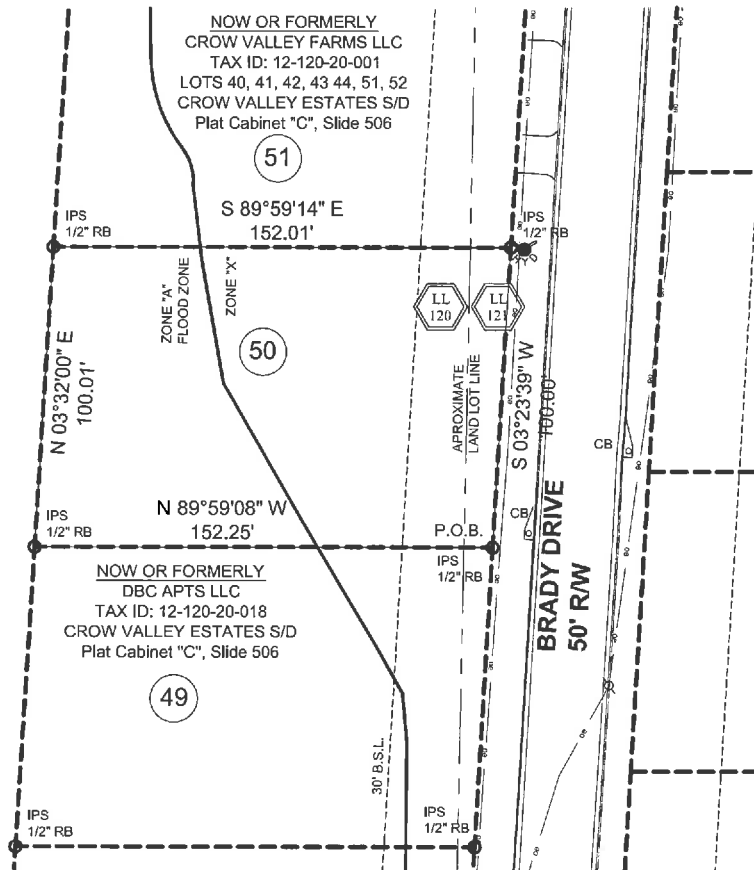 NOW OR FORMERLY
CROW VALLEY FARMS LLC
TAX ID: 12-120-20-001
LOTS 40, 41, 42, 43 44, 51, 52
CROW VALLEY ESTATES S/D
Plat Cabinet "C", Slide 506
51
S 89°59'14" E
152.01'
IPS
1/2" RB
IPS
1/2" RB
ZONE "A"
FLOOD ZONE
ZONE "X"
LL
120
LL
121
50
N 03°32'00" E
100.01'
APROXIMATE
LAND LOT LINE
S 03°23'39" W
100.00'
CB
CB
N 89°59'08" W
152.25'
IPS
1/2" RB
P.O.B.
IPS
1/2" RB
BRADY DRIVE
50' R/W
NOW OR FORMERLY
DBC APTS LLC
TAX ID: 12-120-20-018
CROW VALLEY ESTATES S/D
Plat Cabinet "C", Slide 506
49
30' B.S.L.
IPS
1/2" RB
IPS
1/2" RB